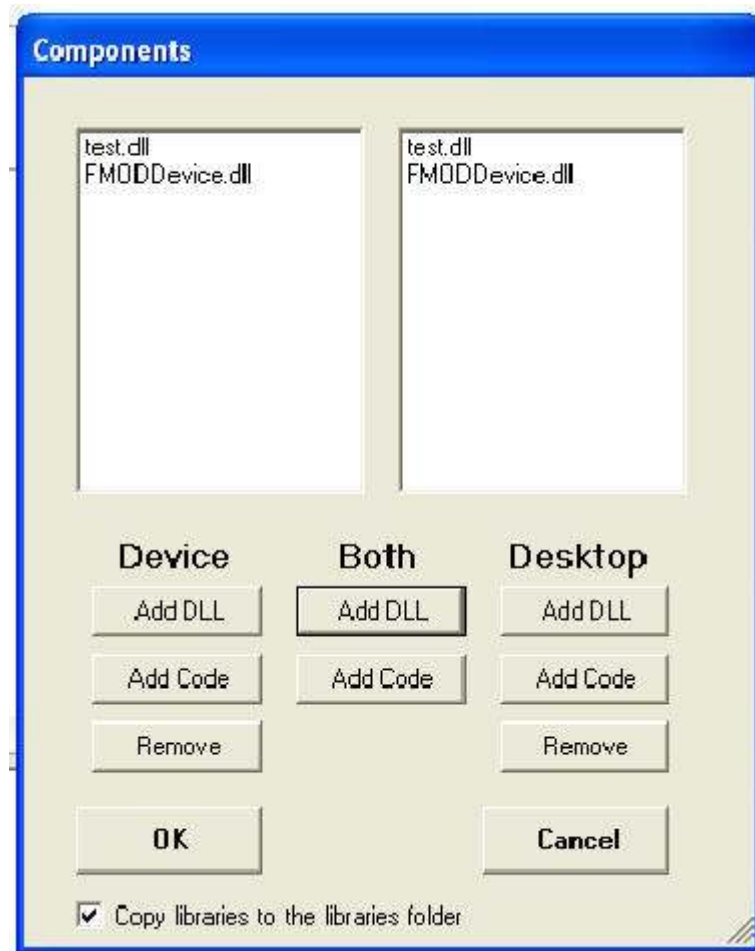 Components
test.dll
FMODDevice.dll
test.dll
FMODDevice.dll
Device Both Desktop
Add DLL Add DLL Add DLL
Add Code Add Code Add Code
Remove Remove
OK Cancel
Copy libraries to the libraries folder